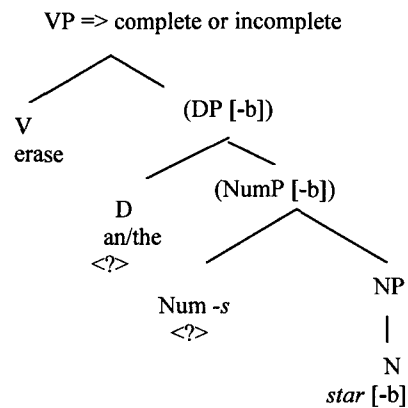 VP => complete or incomplete
V
erase
(DP [-b])
D
an/the
<?>
(NumP [-b])
Num -s
<?>
NP
N
star [-b]